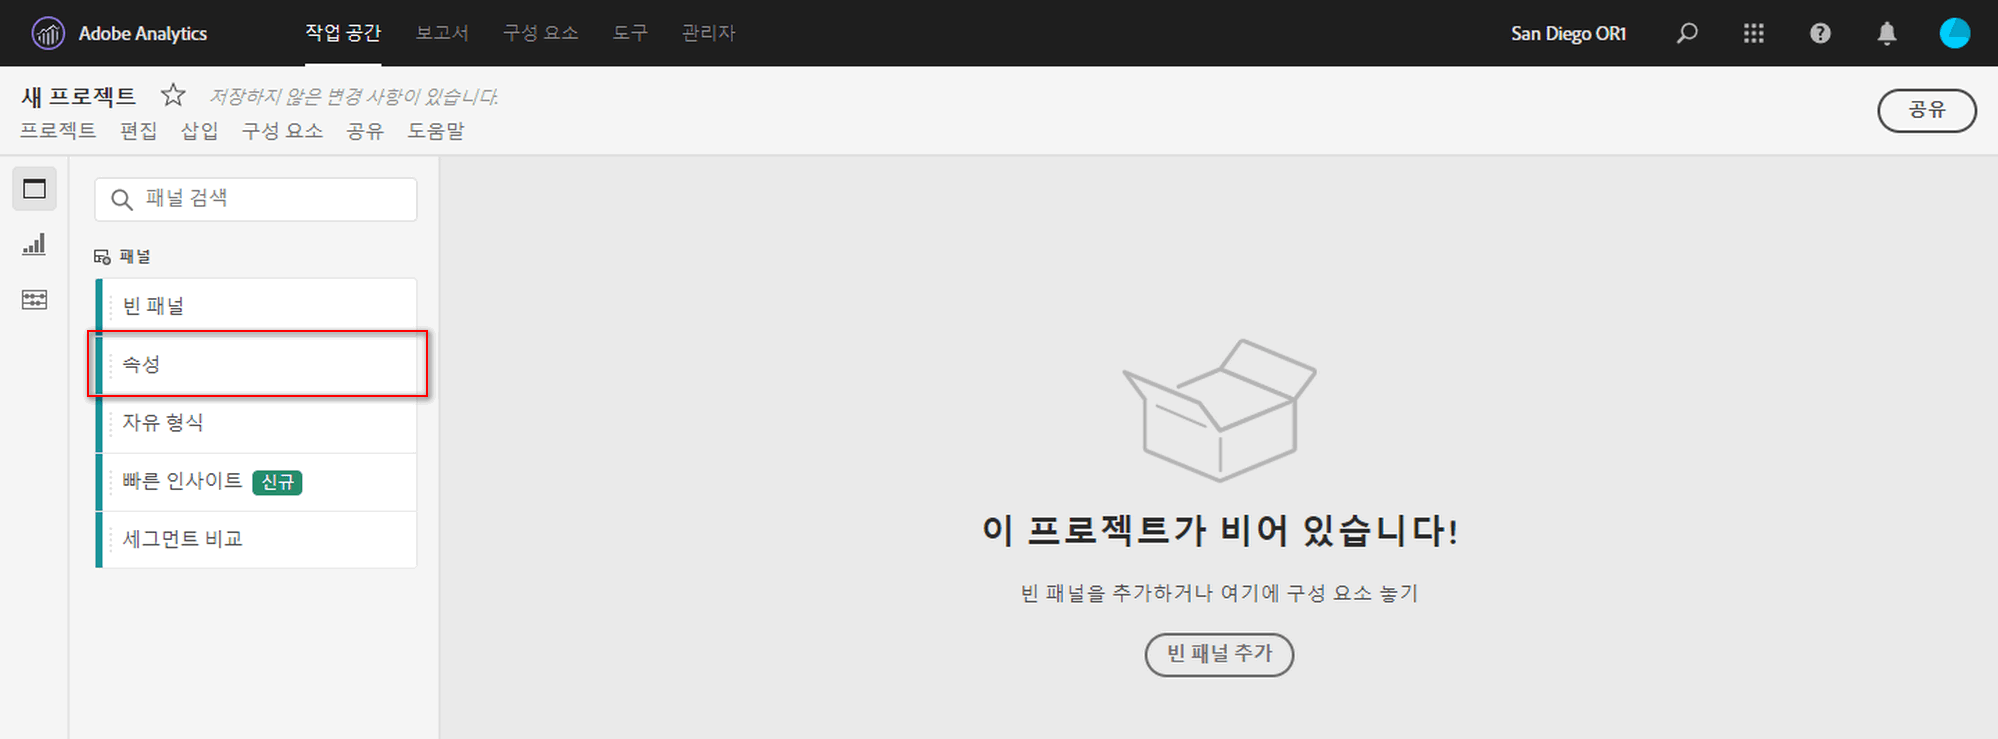 Adobe Analytics 작업 공간 보고서 구성 요소 도구 관리자 San Diego OR1
새 프로젝트 저장하지 않은 변경 사항이 있습니다.
프로젝트 편집 삽입 구성 요소 공유 도움말
공유
패널 검색
패널
빈 패널
속성
자유 형식
빠른 인사이트 신규
세그먼트 비교
이 프로젝트가 비어 있습니다!
빈 패널을 추가하거나 여기에 구성 요소 놓기
빈 패널 추가